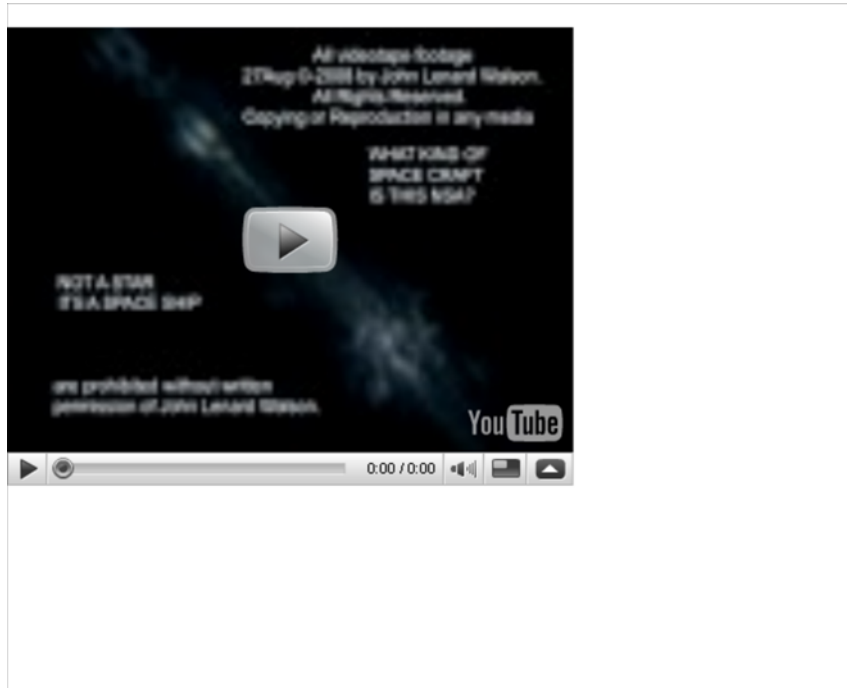 All videotape footage
27Aug 0-2008 by John Lenard Walson.
All Rights Reserved.
Copying or Reproduction in any media
WHAT KIND OF
SPACE CRAFT
IS THIS NSA?
NOT A STAR
IT'S A SPACE SHIP
are prohibited without written
permission of John Lenard Walson.
YouTube
0:00 / 0:00